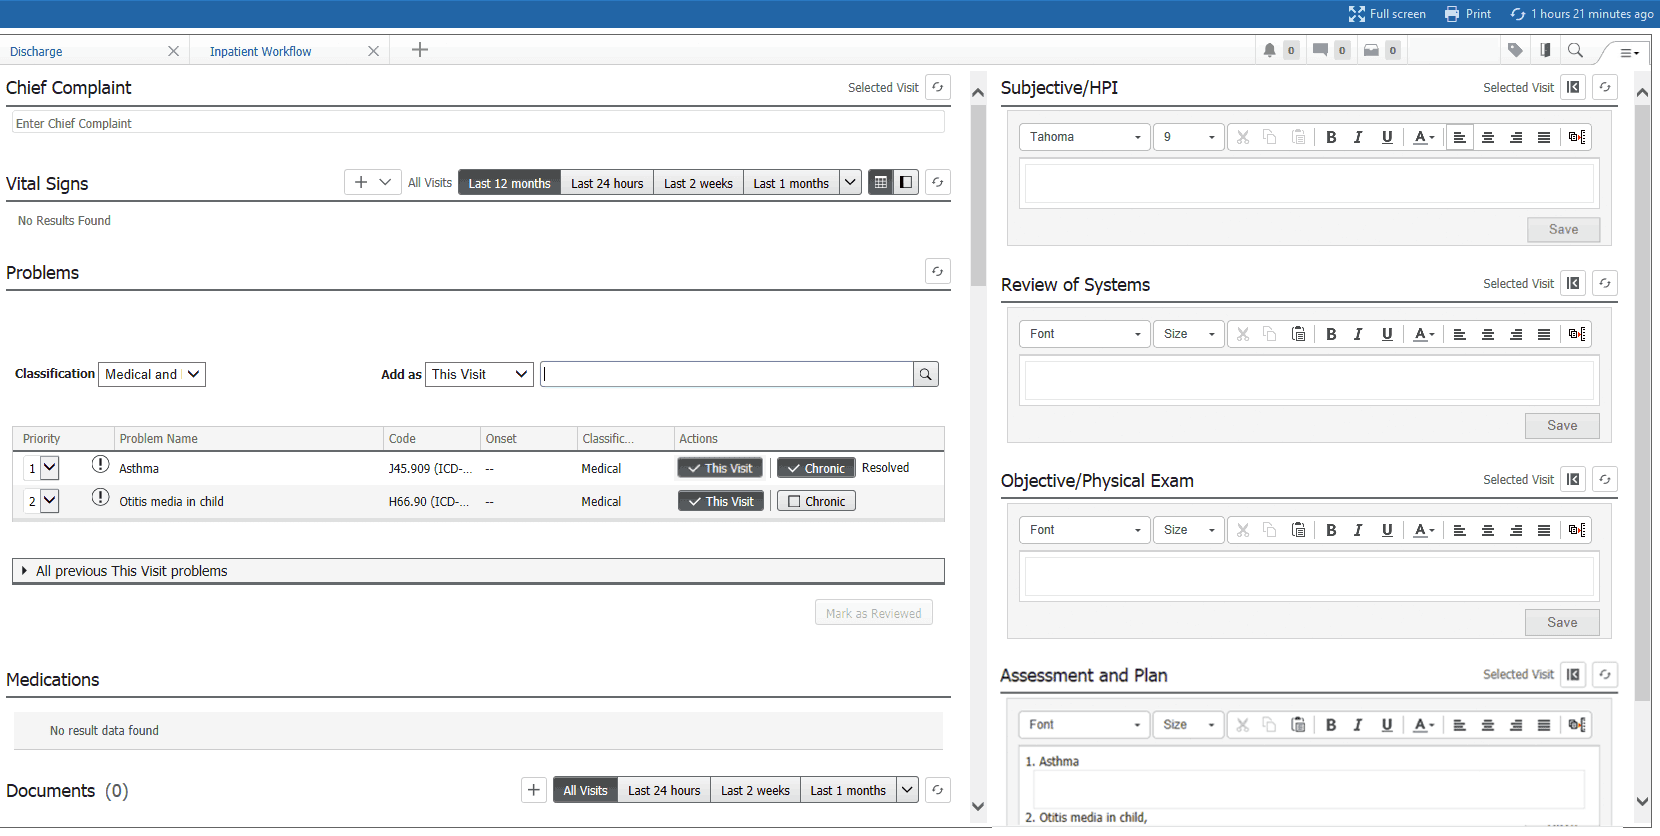 Full screen Print 1 hours 21 minutes ago
Discharge Inpatient Workflow 0 0 0
Chief Complaint Selected Visit
Enter Chief Complaint
Vital Signs All Visits Last 12 months Last 24 hours Last 2 weeks Last 1 months
No Results Found
Problems
Classification Medical and Add as This Visit
Priority Problem Name Code Onset Classific... Actions
1 Asthma J45.909 (ICD-... -- Medical This Visit Chronic Resolved
2 Otitis media in child H66.90 (ICD-... -- Medical This Visit Chronic
All previous This Visit problems
Mark as Reviewed
Medications
No result data found
Documents (0) All Visits Last 24 hours Last 2 weeks Last 1 months
Subjective/HPI Selected Visit
Tahoma 9 B I U A
Save
Review of Systems Selected Visit
Font Size B I U A
Save
Objective/Physical Exam Selected Visit
Font Size B I U A
Save
Assessment and Plan Selected Visit
Font Size B I U A
1. Asthma
2. Otitis media in child,